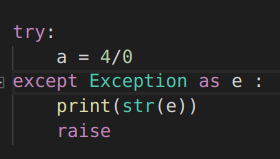 try:
    a = 4/0
except Exception as e :
    print(str(e))
    raise